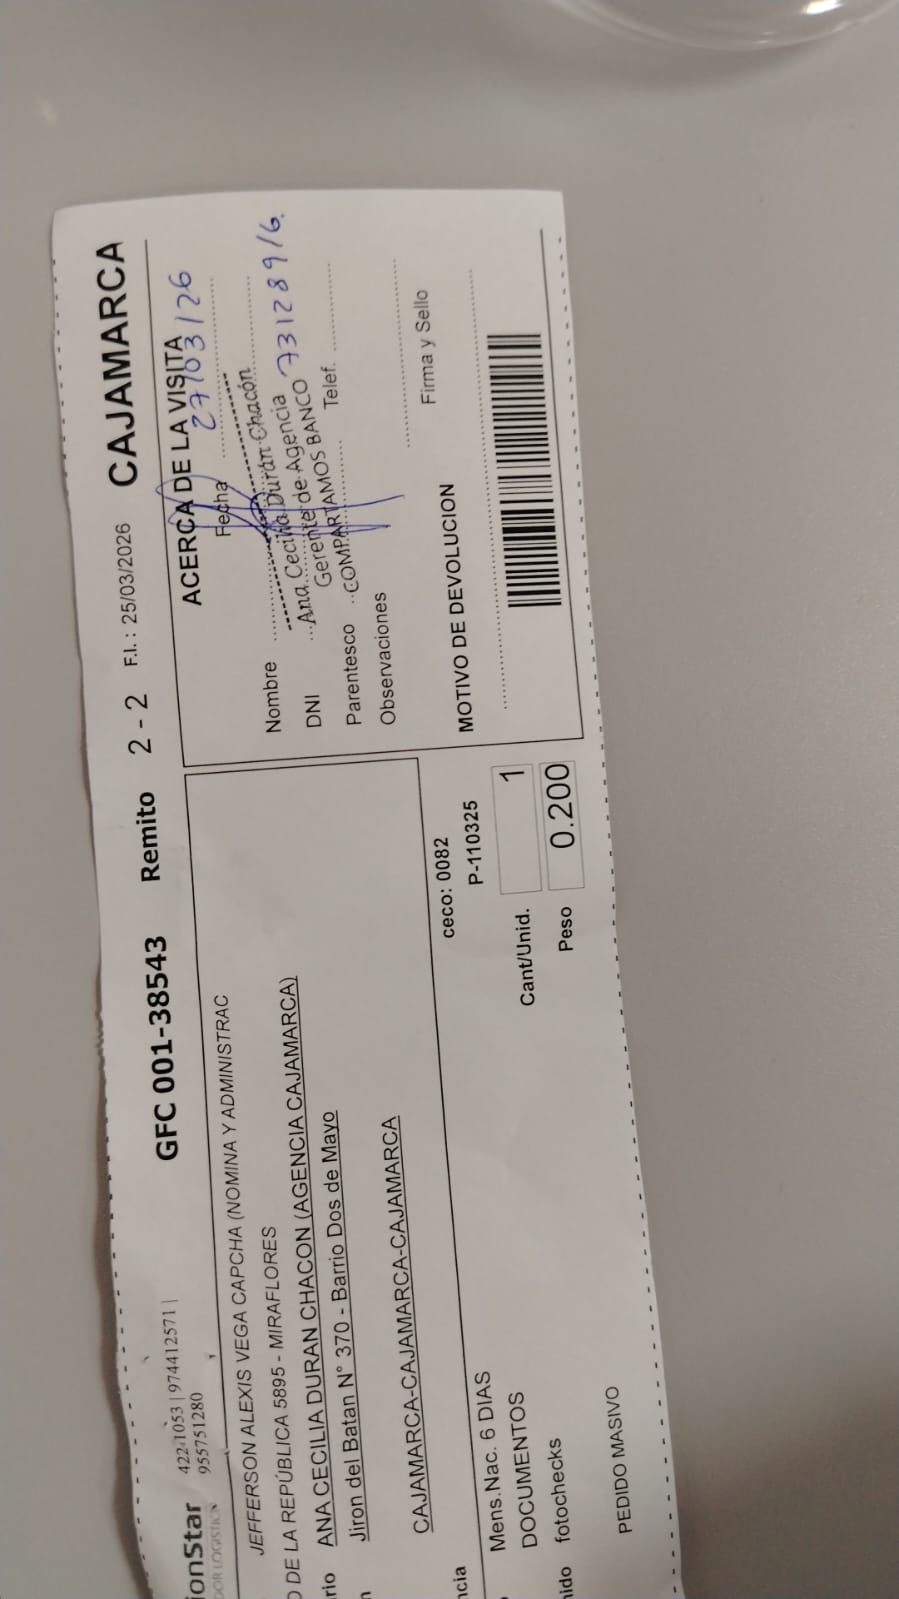 GFC 001-38543 Remito 2 - 2 F.I.: 25/03/2026 CAJAMARCA
ionStar
422-1053 | 974412571 |
955751280
JEFFERSON ALEXIS VEGA CAPCHA (NOMINA Y ADMINISTRAC
O DE LA REPÚBLICA 5895 - MIRAFLORES
rio ANA CECILIA DURAN CHACON (AGENCIA CAJAMARCA)
Jiron del Batan N° 370 - Barrio Dos de Mayo
CAJAMARCA-CAJAMARCA-CAJAMARCA-CAJAMARCA
ncia
ceco: 0082
Mens.Nac. 6 DIAS
P-110325
DOCUMENTOS
Cant/Unid. 1
nido fotochecks
Peso 0.200
PEDIDO MASIVO
ACERCA DE LA VISITA
Fecha 27/03/26
Nombre
Ana Cecilia Durán Chacón
DNI
Gerente de Agencia 73128916.
Parentesco COMPARTAMOS BANCO Telef.
Observaciones
Firma y Sello
MOTIVO DE DEVOLUCION